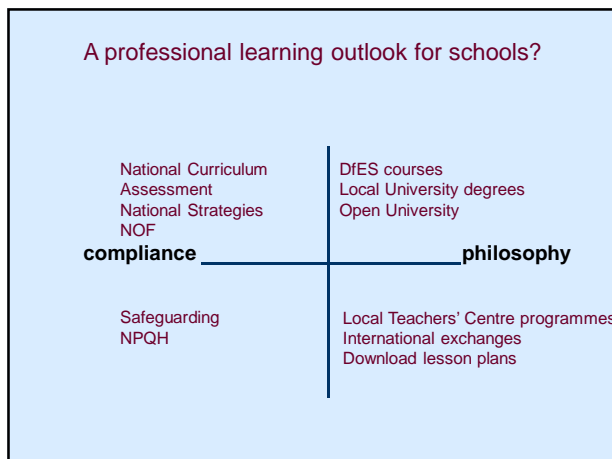 A professional learning outlook for schools?
National Curriculum
Assessment
National Strategies
NOF
DfES courses
Local University degrees
Open University
compliance
philosophy
Safeguarding
NPQH
Local Teachers' Centre programmes
International exchanges
Download lesson plans